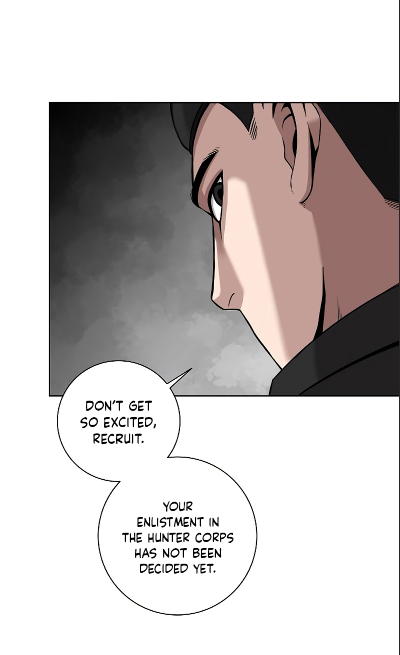 DON'T GET
SO EXCITED,
RECRUIT.
YOUR
ENLISTMENT IN
THE HUNTER CORPS
HAS NOT BEEN
DECIDED YET.